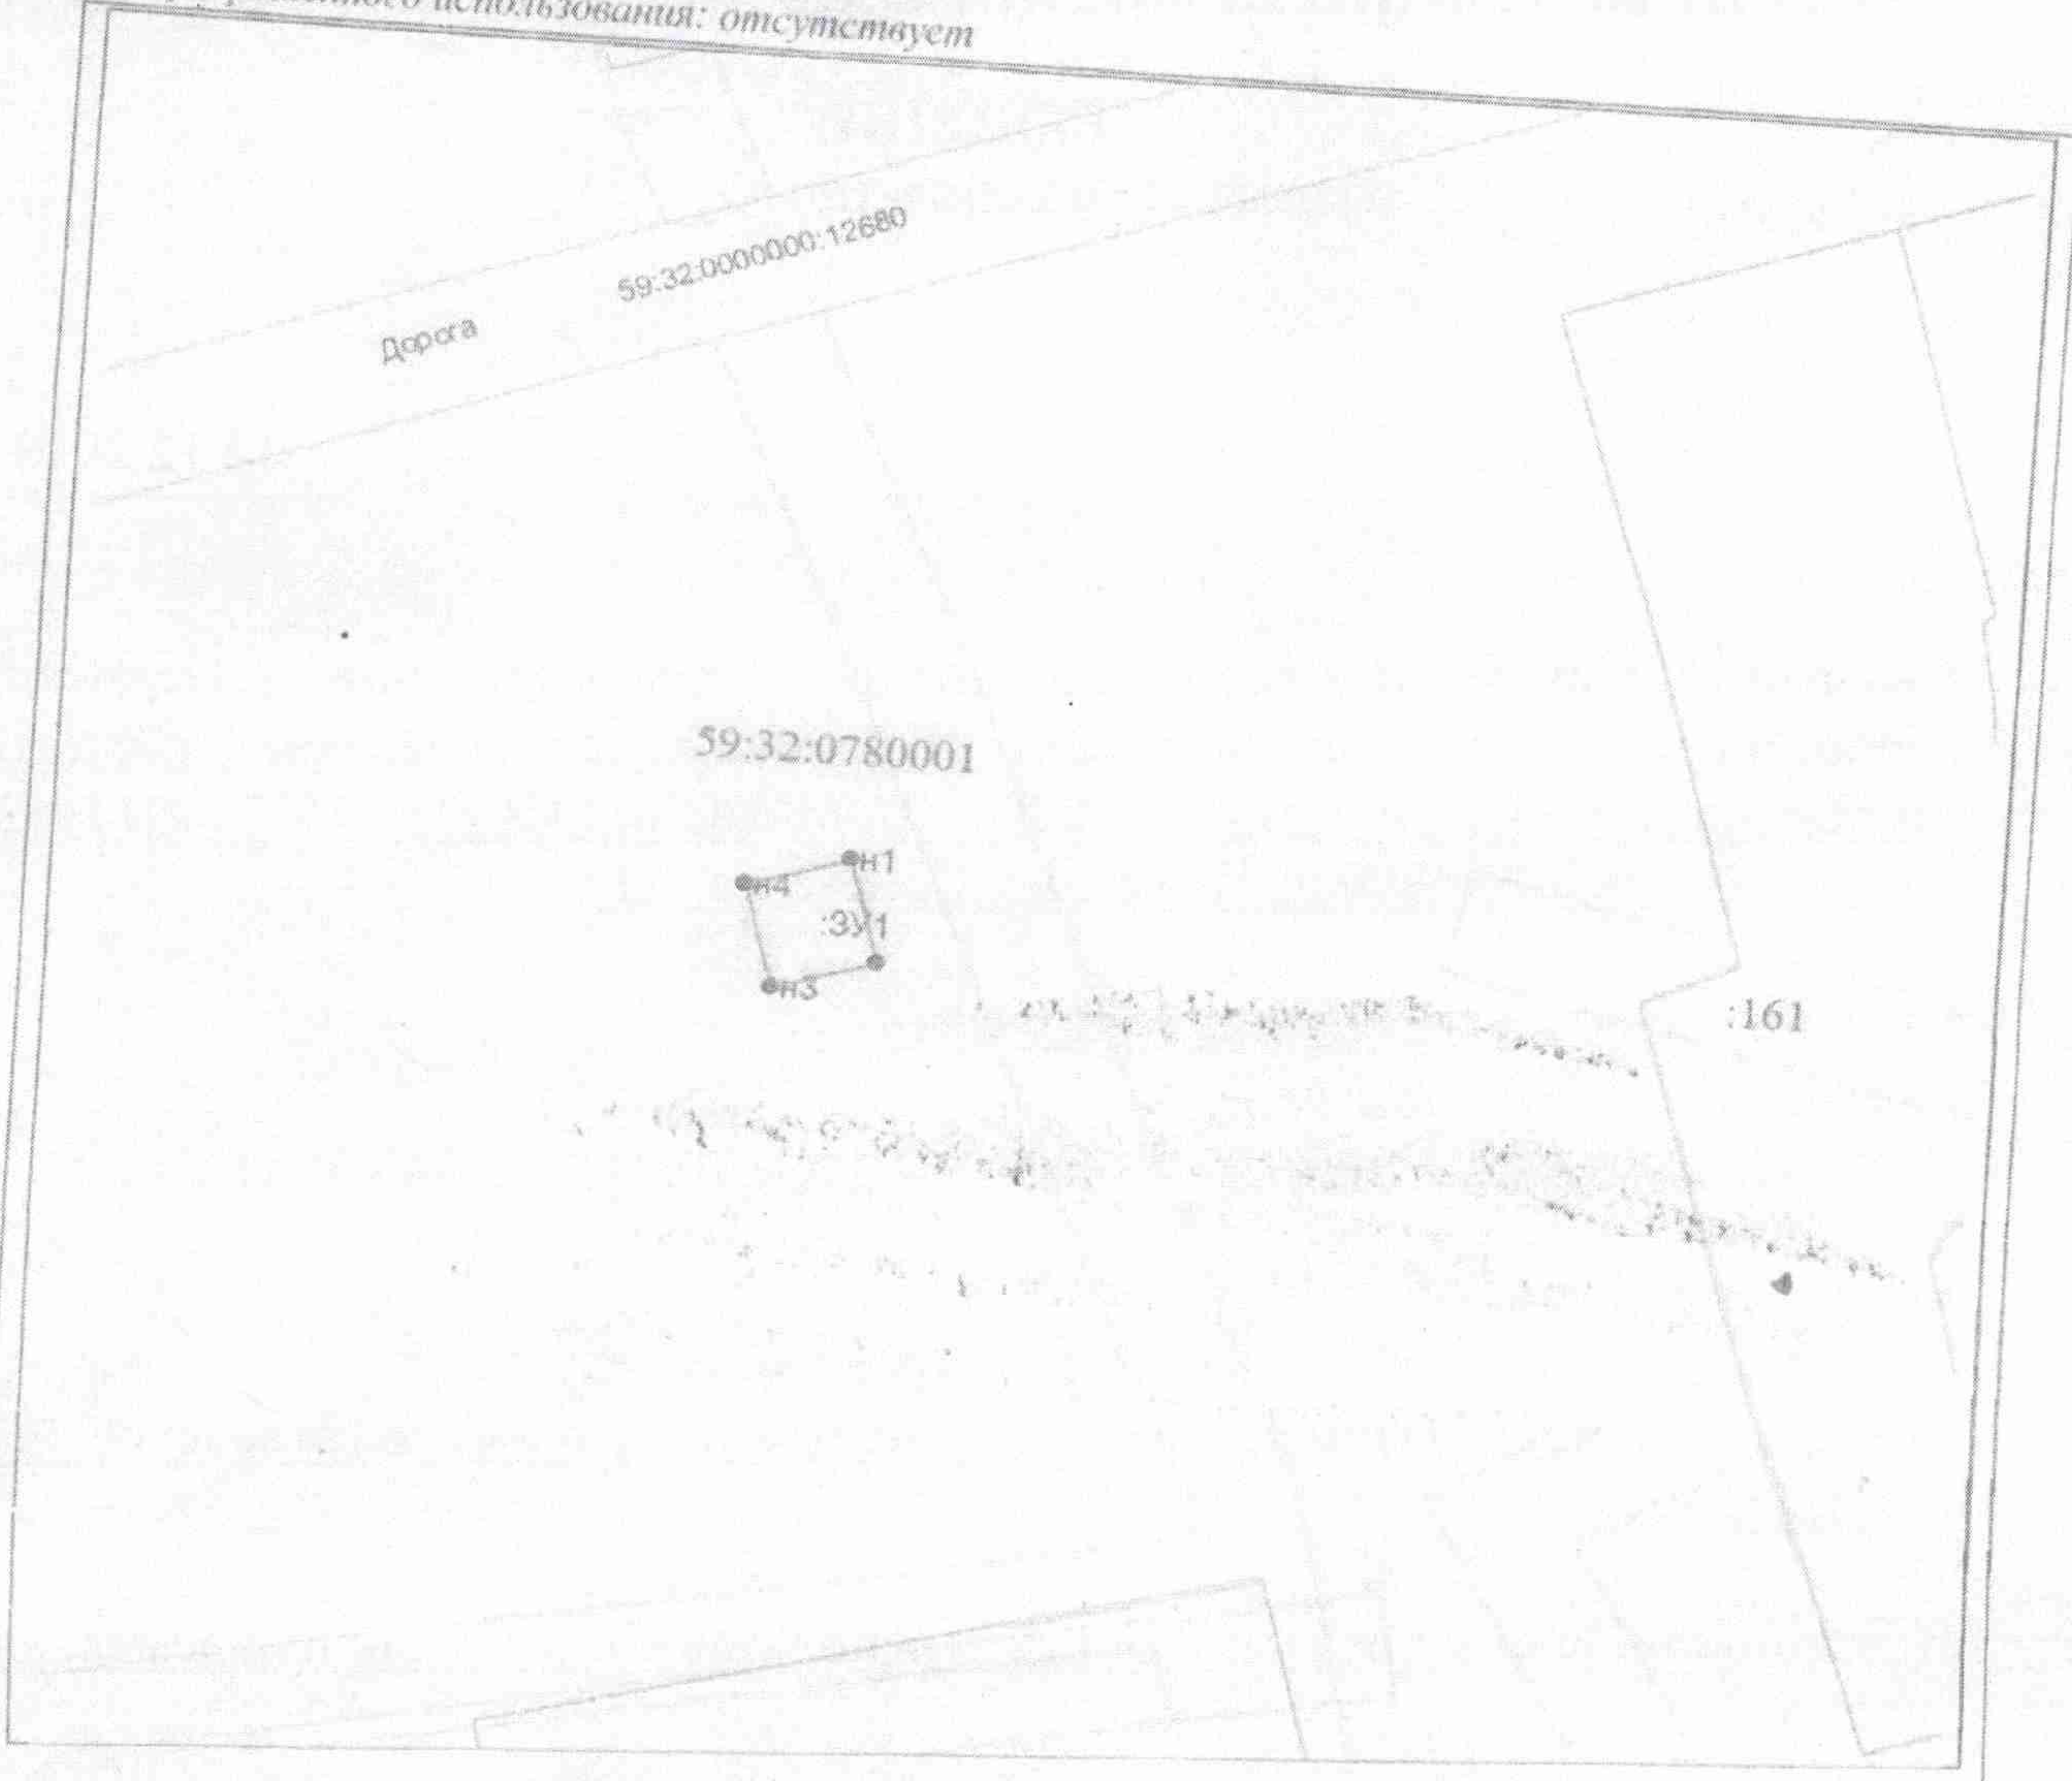 использования: отсутствует
59:32:0000000:12680
Дорога
59:32:0780001
н1
н4
:ЗУ1
н3
:161